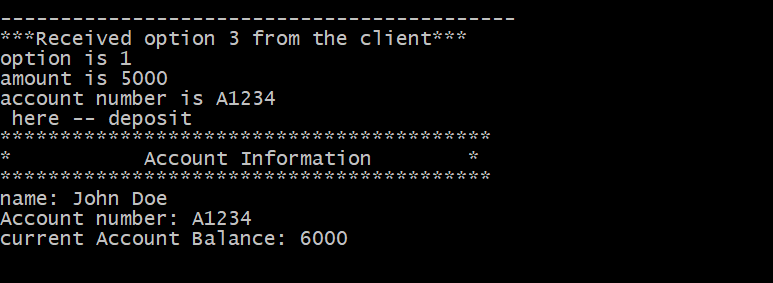 -------------------------------------------
***Received option 3 from the client***
option is 1
amount is 5000
account number is A1234
 here -- deposit
*****************************************
*           Account Information        *
*****************************************
name: John Doe
Account number: A1234
current Account Balance: 6000